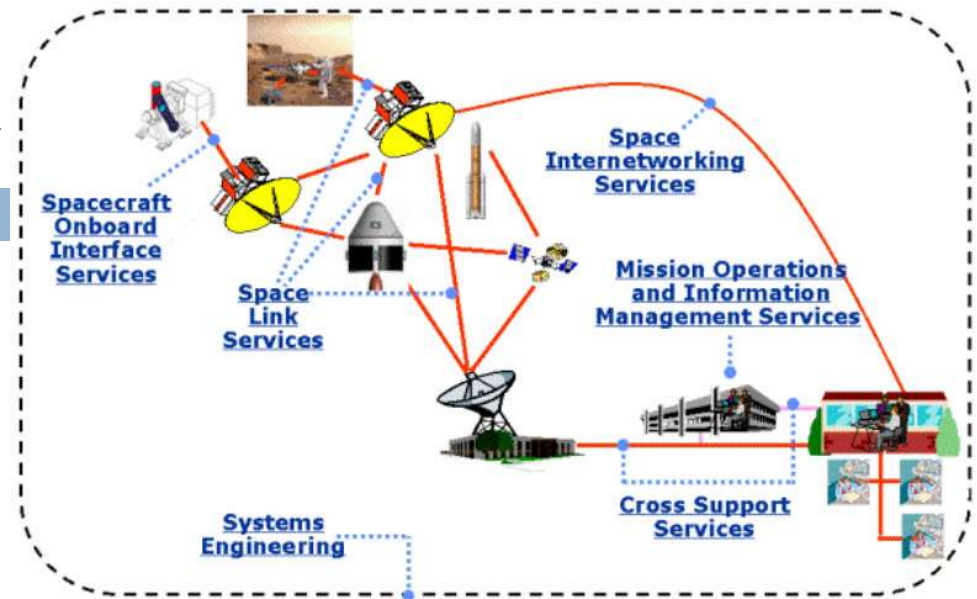 Space
Internetworking
Services
Spacecraft
Onboard
Interface
Services
Mission Operations
and Information
Management Services
Space
Link
Services
Cross Support
Services
Systems
Engineering